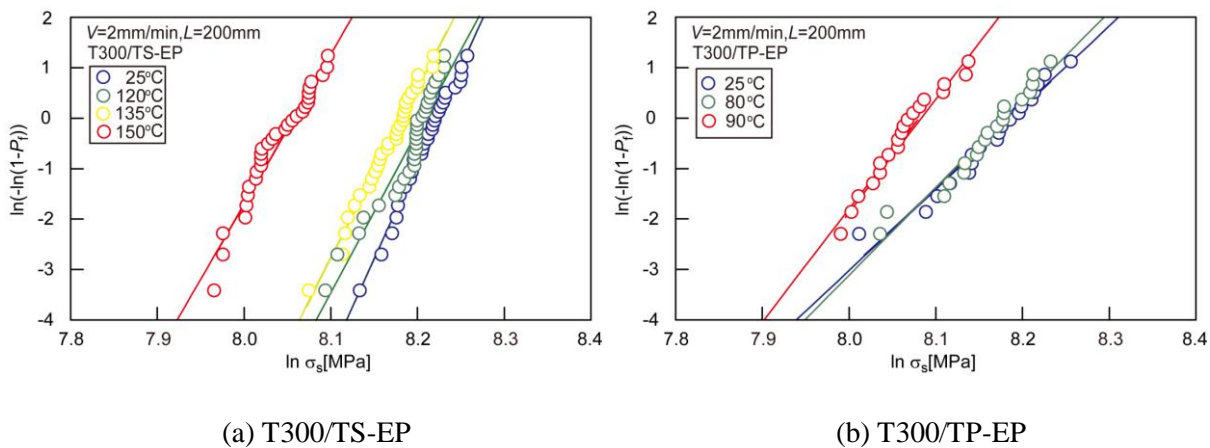 V=2mm/min,L=200mm
T300/TS-EP
25°C
120°C
135°C
150°C
2
1
0
-1
-2
-3
-4
ln(-ln(1-Pf))
7.8 7.9 8.0 8.1 8.2 8.3 8.4
ln σs[MPa]
(a) T300/TS-EP
V=2mm/min,L=200mm
T300/TP-EP
25°C
80°C
90°C
2
1
0
-1
-2
-3
-4
ln(-ln(1-Pf))
7.8 7.9 8.0 8.1 8.2 8.3 8.4
ln σs[MPa]
(b) T300/TP-EP